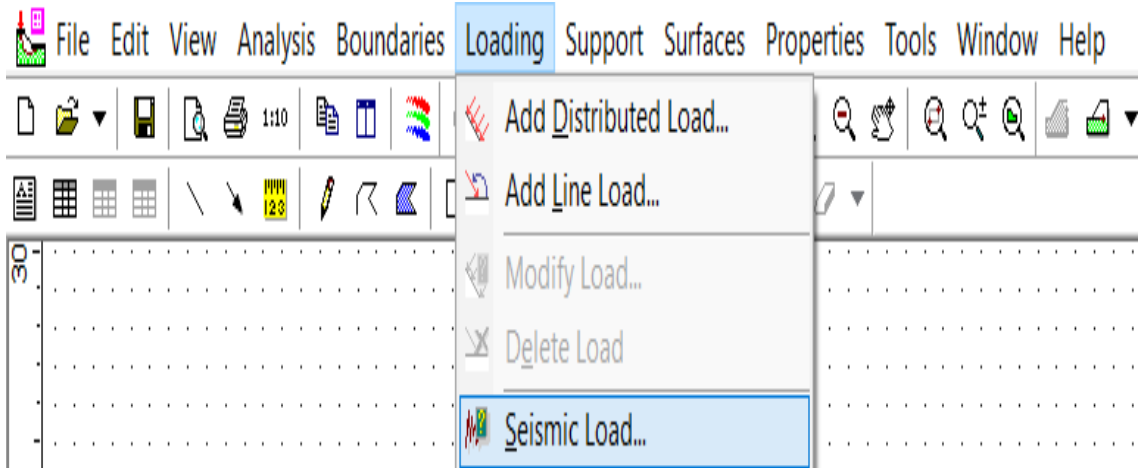 File Edit View Analysis Boundaries Loading Support Surfaces Properties Tools Window Help
1:10
Add Distributed Load...
123
Add Line Load...
30
Modify Load...
Delete Load
Seismic Load...